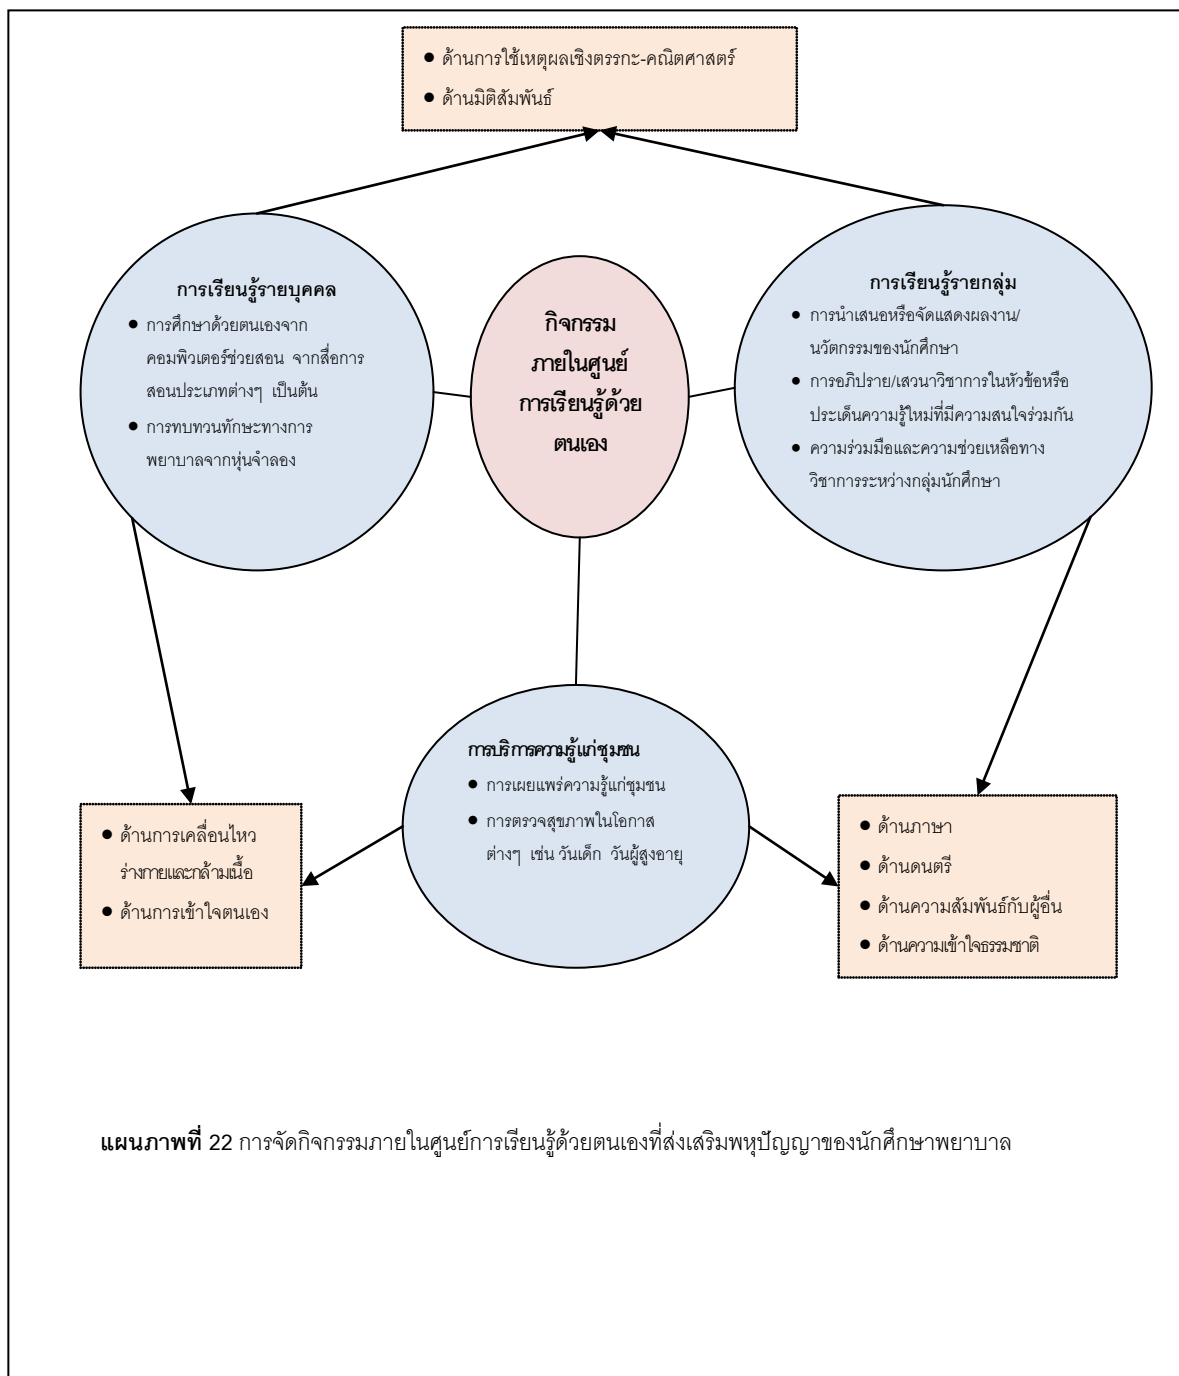 ● ด้านการใช้เหตุผลเชิงตรรกะ-คณิตศาสตร์
● ด้านมิติสัมพันธ์
การเรียนรู้รายบุคคล
● การศึกษาด้วยตนเองจาก
คอมพิวเตอร์ช่วยสอน จากสื่อการ
สอนประเภทต่างๆ เป็นต้น
● การทบทวนทักษะทางการ
พยาบาลจากหุ่นจำลอง
กิจกรรม
ภายในศูนย์
การเรียนรู้ด้วย
ตนเอง
การเรียนรู้รายกลุ่ม
● การนำเสนอหรือจัดแสดงผลงาน/
นวัตกรรมของนักศึกษา
● การอภิปราย/เสวนาวิชาการในหัวข้อหรือ
ประเด็นความรู้ใหม่ที่มีความสนใจร่วมกัน
● ความร่วมมือและความช่วยเหลือทาง
วิชาการระหว่างกลุ่มนักศึกษา
การบริการความรู้แก่ชุมชน
● การเผยแพร่ความรู้แก่ชุมชน
● การตรวจสุขภาพในโอกาส
ต่างๆ เช่น วันเด็ก วันผู้สูงอายุ
● ด้านการเคลื่อนไหว
ร่างกายและกล้ามเนื้อ
● ด้านการเข้าใจตนเอง
● ด้านภาษา
● ด้านดนตรี
● ด้านความสัมพันธ์กับผู้อื่น
● ด้านความเข้าใจธรรมชาติ
แผนภาพที่ 22 การจัดกิจกรรมภายในศูนย์การเรียนรู้ด้วยตนเองที่ส่งเสริมพหุปัญญาของนักศึกษาพยาบาล